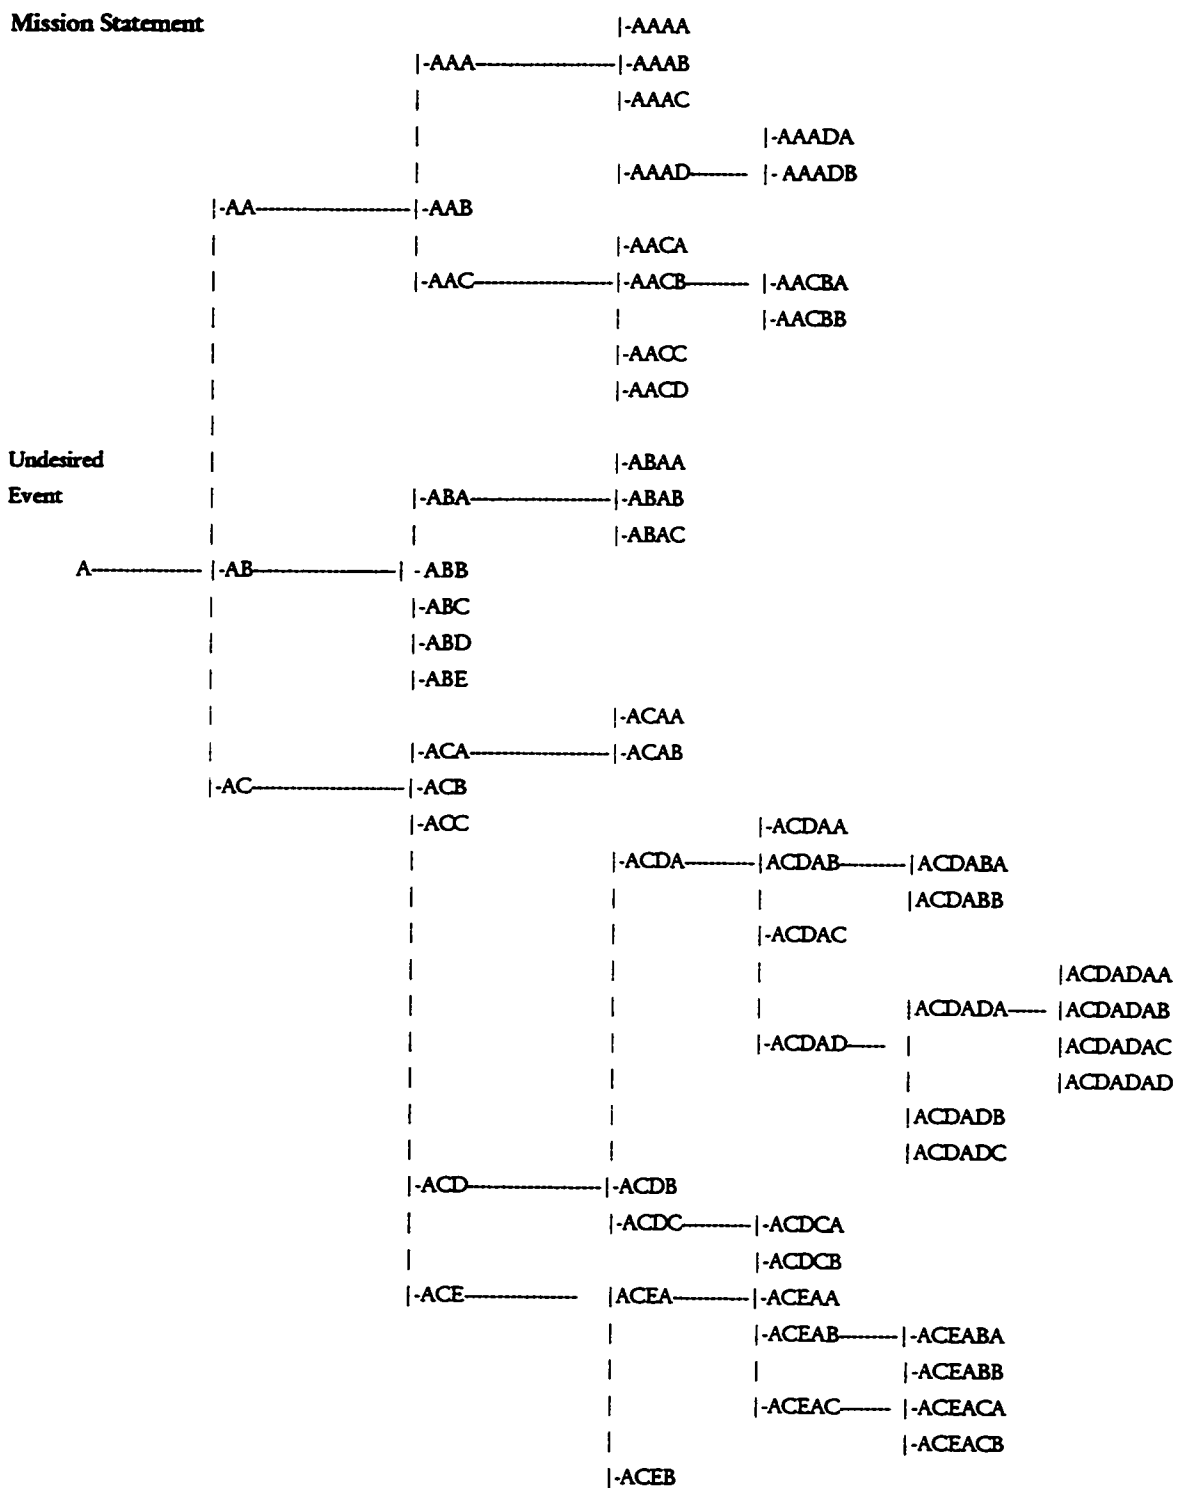 Mission Statement
|-AAAA
|-AAA |-AAAB
|-AAAC
|-AAADA
|-AAAD |- AAADB
|-AA |-AAB
|-AACA
|-AAC |-AACB |-AACBA
|-AACBB
|-AACC
|-AACD
Undesired |-ABAA
Event |-ABA |-ABAB
|-ABAC
A |-AB | -ABB
|-ABC
|-ABD
|-ABE
|-ACAA
|-ACA |-ACAB
|-AC |-ACB
|-ACC |-ACDAA
|-ACDA |ACDAB |ACDABA
|ACDABB
|-ACDAC
|ACDADAA
|ACDADA |ACDADAB
|-ACDAD |ACDADAC
|ACDADAD
|ACDADB
|ACDADC
|-ACD |-ACDB
|-ACDC |-ACDCA
|-ACDCB
|-ACE |ACEA |-ACEAA
|-ACEAB |-ACEABA
|-ACEABB
|-ACEAC |-ACEACA
|-ACEACB
|-ACEB